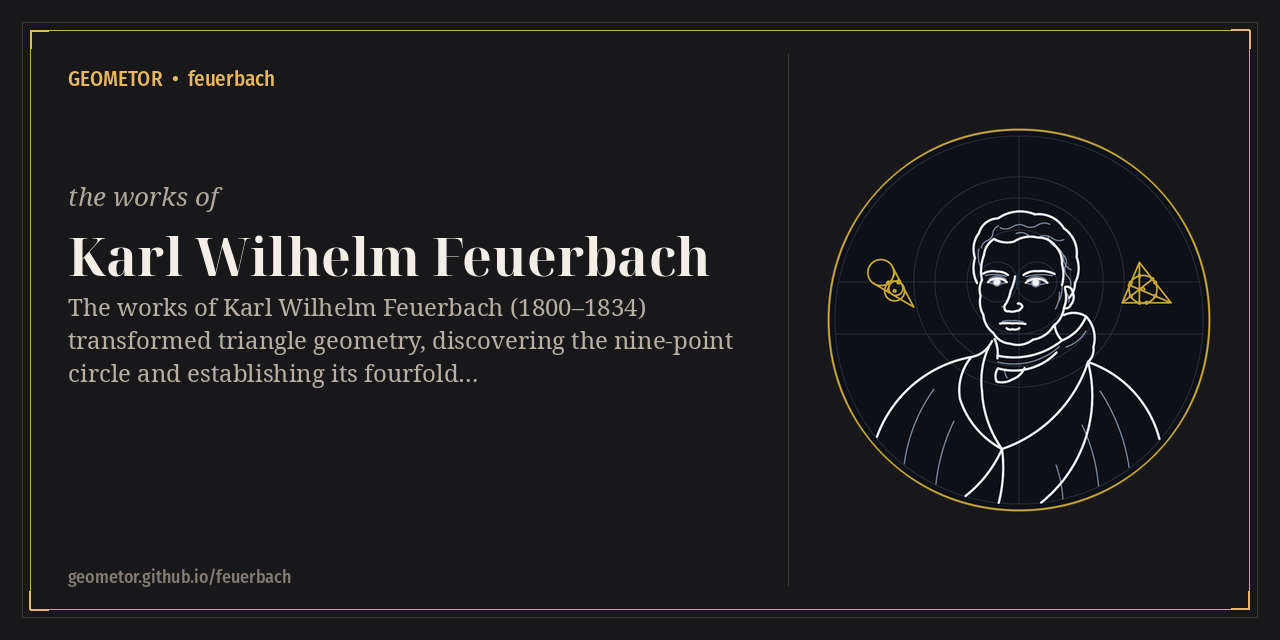 GEOMETOR • feuerbach
the works of
Karl Wilhelm Feuerbach
The works of Karl Wilhelm Feuerbach (1800–1834)
transformed triangle geometry, discovering the nine-point
circle and establishing its fourfold...
geometor.github.io/feuerbach